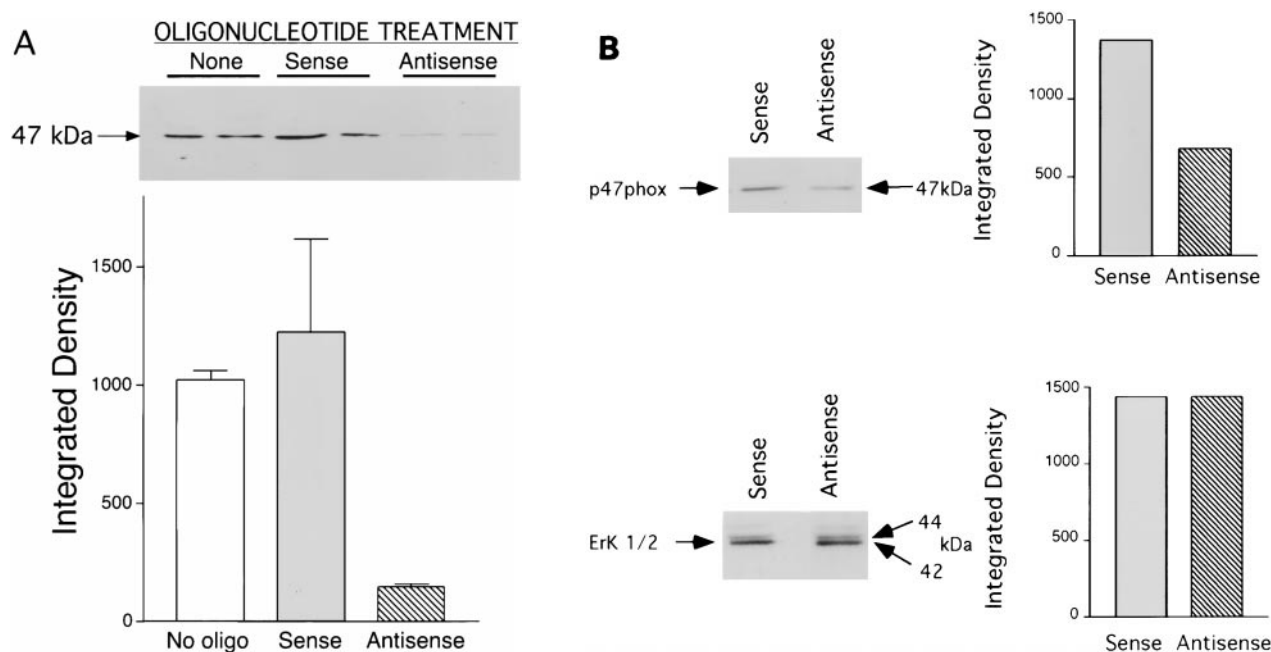 A
OLIGONUCLEOTIDE TREATMENT
None Sense Antisense
47 kDa
Integrated Density
1500
1000
500
0
No oligo Sense Antisense
B
Sense Antisense
p47phox 47kDa
Integrated Density
1500
1000
500
0
Sense Antisense
Sense Antisense
ErK 1/2
44
kDa
42
Integrated Density
1500
1000
500
0
Sense Antisense